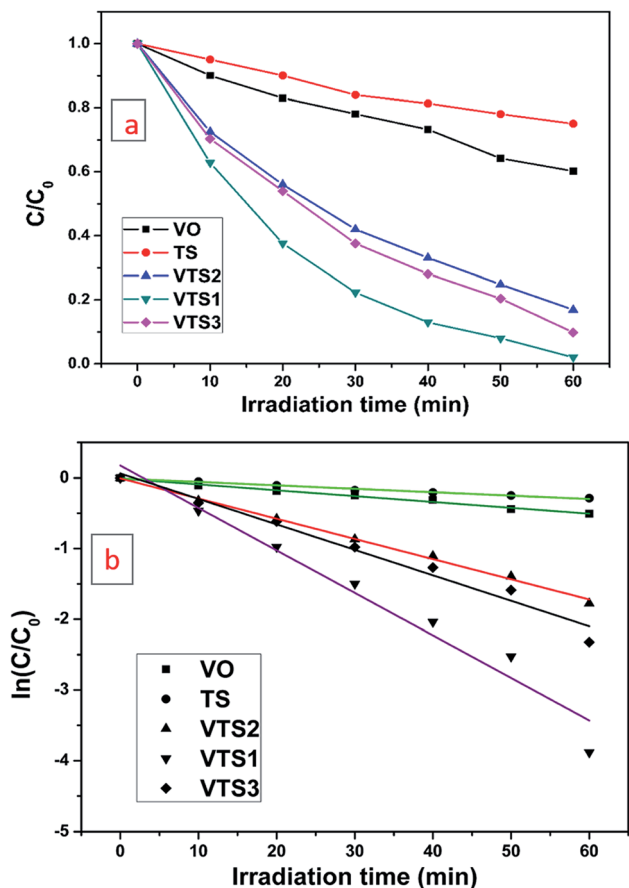 1.0
0.8
0.6
0.4
0.2
0.0
C/C0
a
VO
TS
VTS2
VTS1
VTS3
0 10 20 30 40 50 60
Irradiation time (min)
0
-1
-2
-3
-4
-5
ln(C/C0)
b
VO
TS
VTS2
VTS1
VTS3
0 10 20 30 40 50 60
Irradiation time (min)